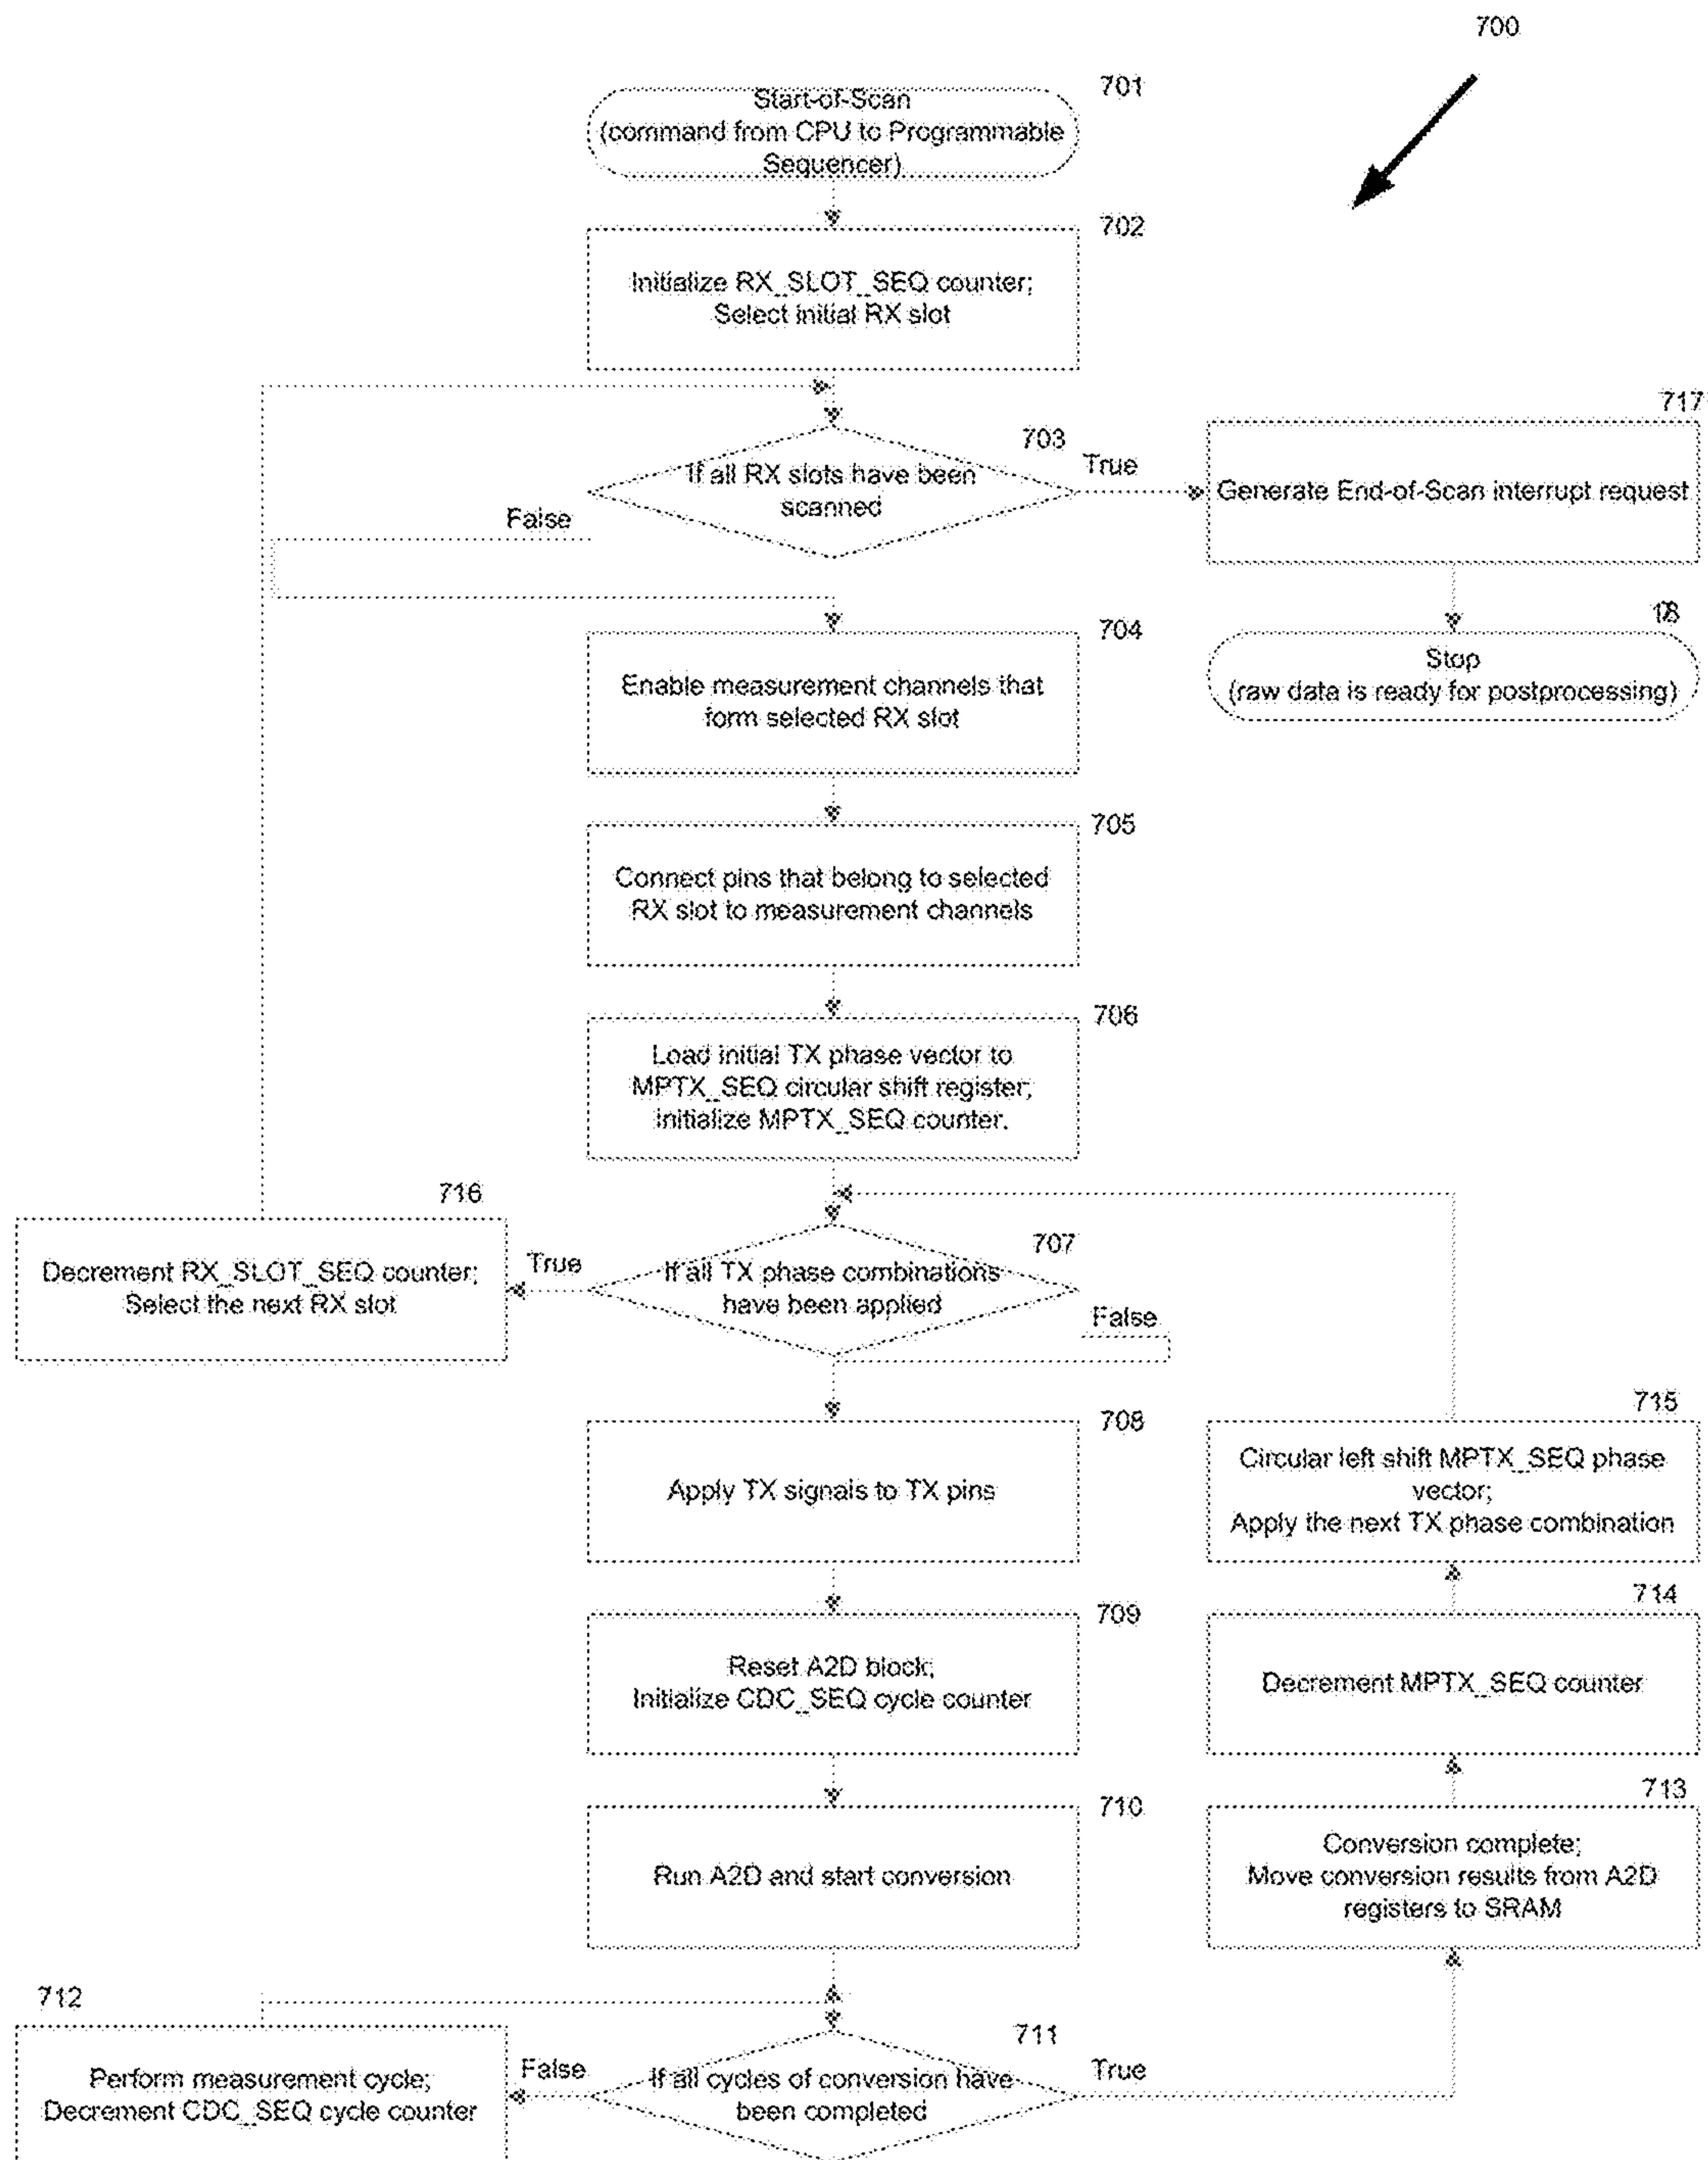 700
701
Start-of-Scan
(command from CPU to Programmable
Sequencer)
702
Initialize RX_SLOT_SEQ counter;
Select initial RX slot
703
If all RX slots have been
scanned
True
False
717
Generate End-of-Scan interrupt request
704
Enable measurement channels that
form selected RX slot
18
Stop
(raw data is ready for postprocessing)
705
Connect pins that belong to selected
RX slot to measurement channels
706
Load initial TX phase vector to
MPTX_SEQ circular shift register;
Initialize MPTX_SEQ counter.
716
Decrement RX_SLOT_SEQ counter;
Select the next RX slot
True
707
If all TX phase combinations
have been applied
False
708
Apply TX signals to TX pins
715
Circular left shift MPTX_SEQ phase
vector;
Apply the next TX phase combination
709
Reset A2D block;
Initialize CDC_SEQ cycle counter
714
Decrement MPTX_SEQ counter
710
Run A2D and start conversion
713
Conversion complete;
Move conversion results from A2D
registers to SRAM
712
Perform measurement cycle;
Decrement CDC_SEQ cycle counter
False
711
If all cycles of conversion have
been completed
True